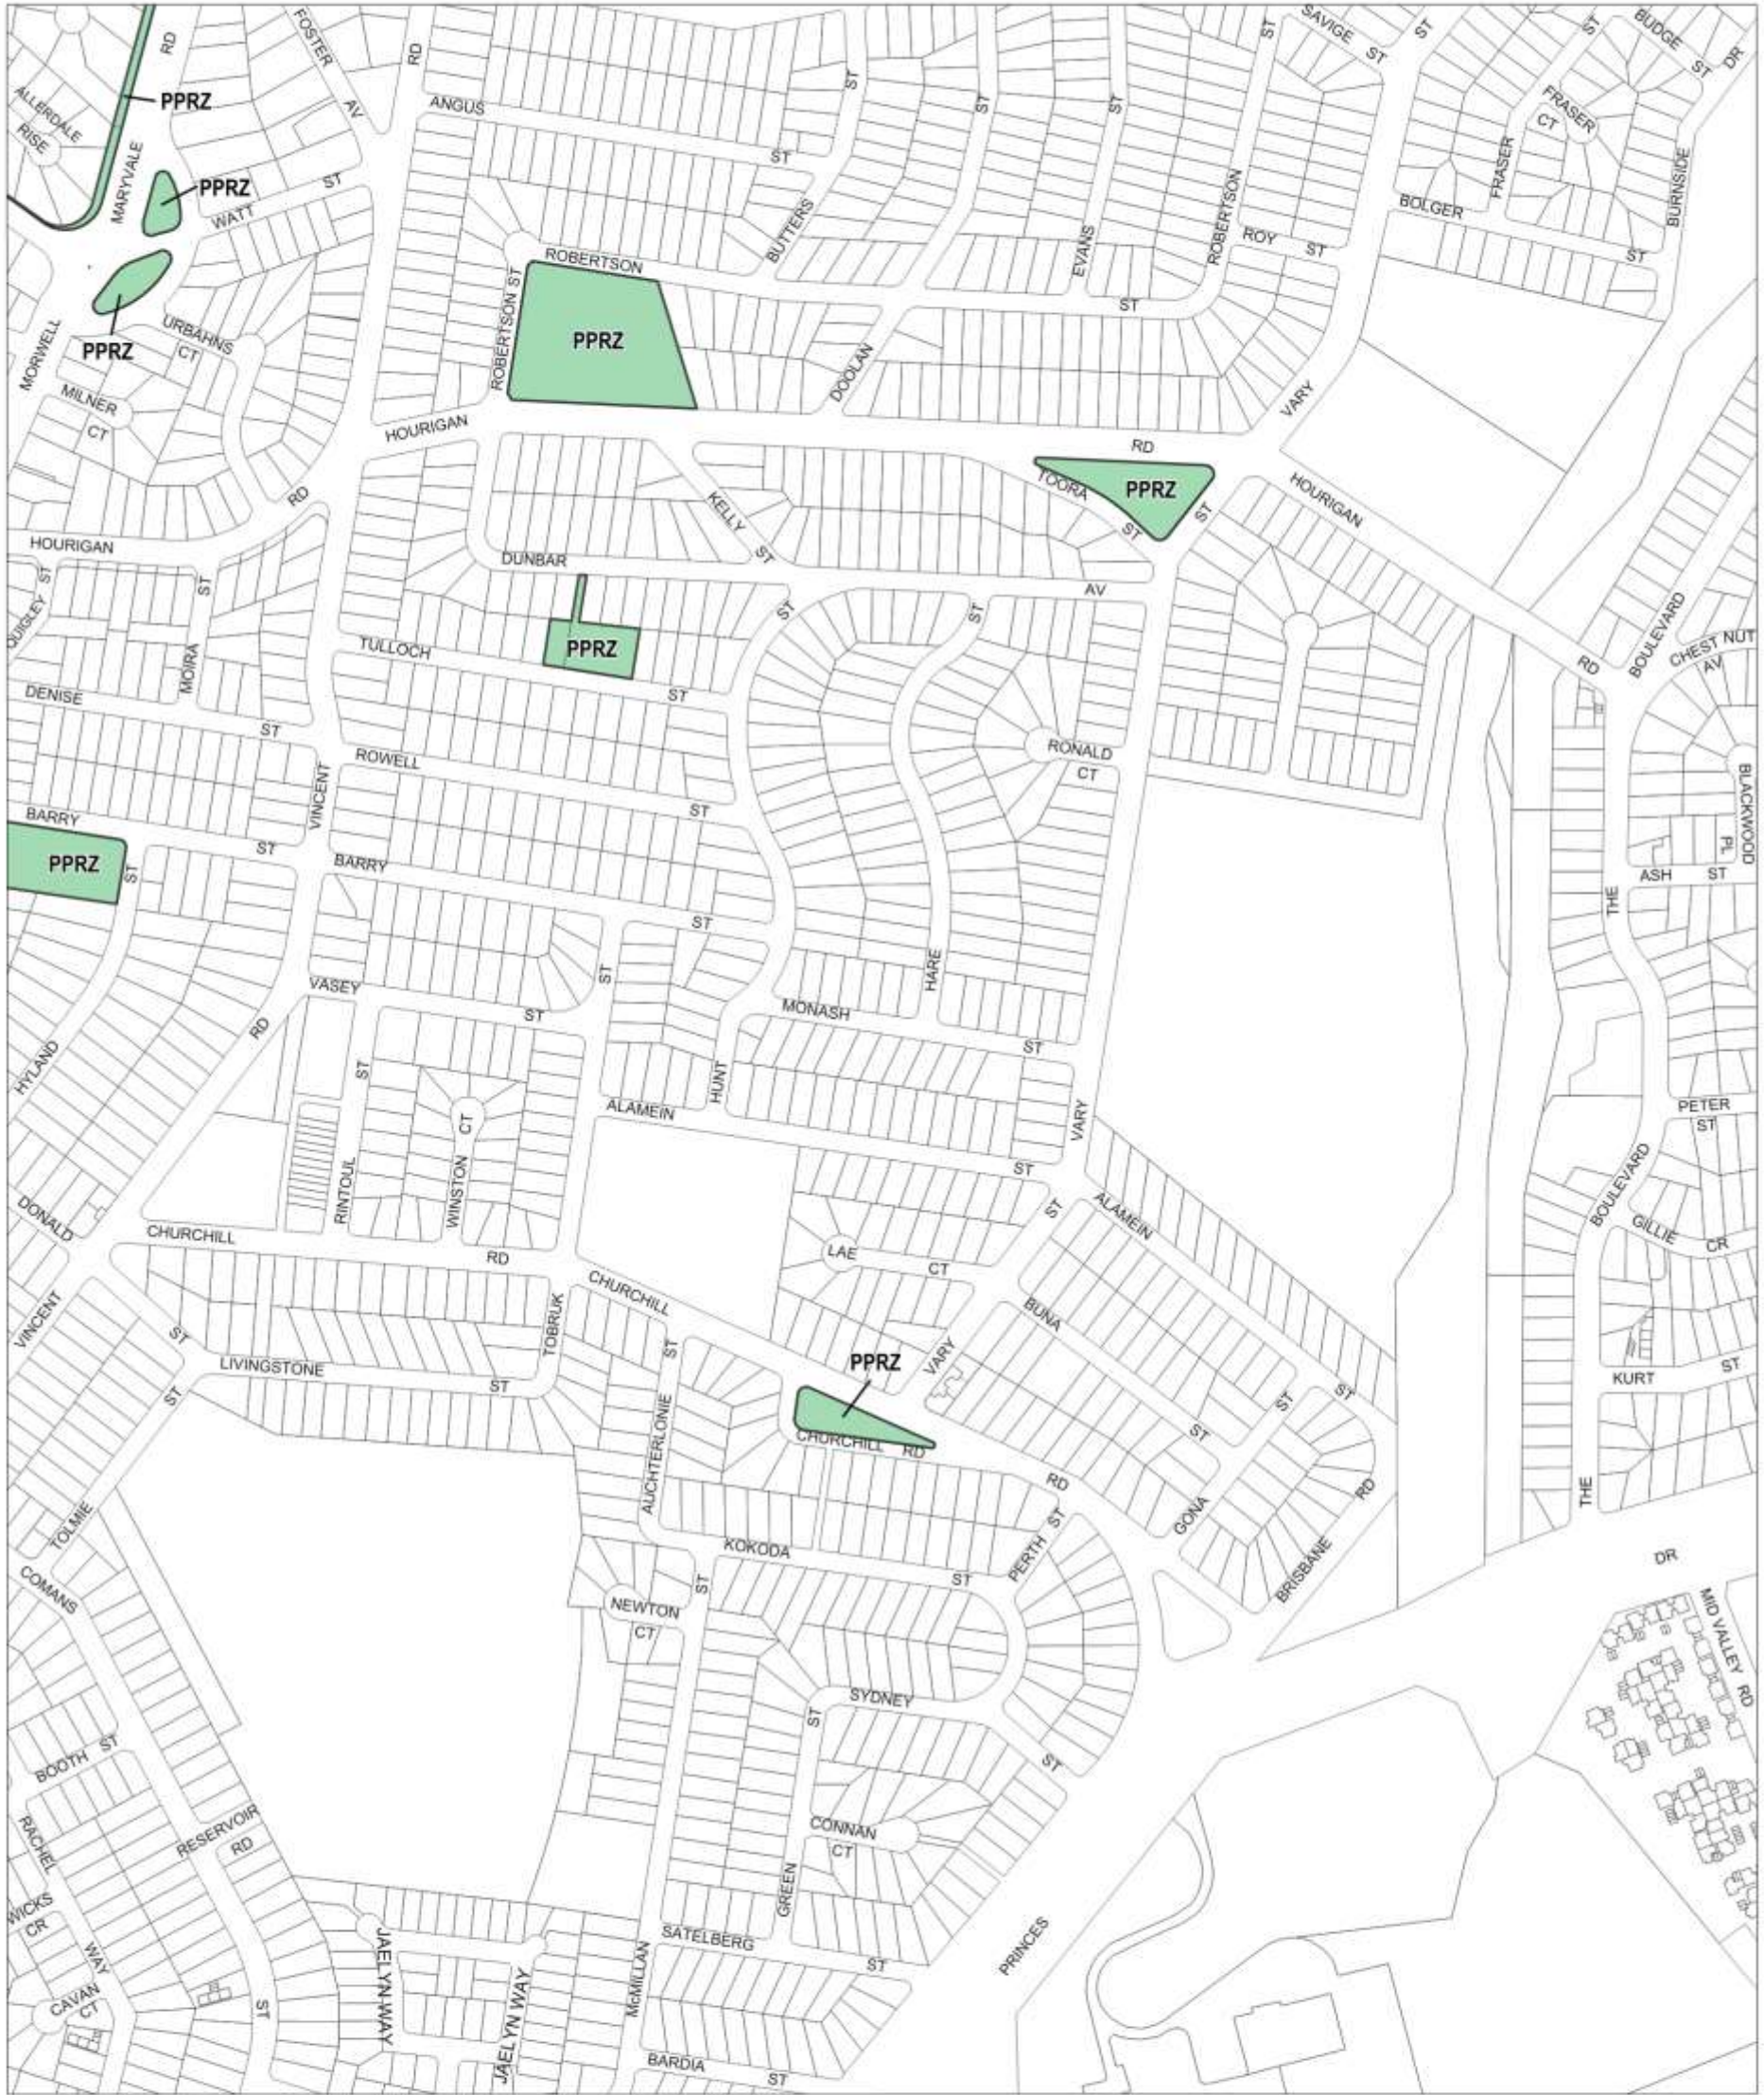 FOSTER
AV
RD
RD
SAVIGE
ST
ST
ST
ST
BUDGE
ST
DR
PPRZ
ALLERDALE
RISE
MARYVALE
ANGUS
ST
ST
ST
ST
FRASER
CT
FRASER
BURNSIDE
PPRZ
WATT
ST
BUTTERS
EVANS
ROBERTSON
BOLGER
ST
ROY
ST
ROBERTSON
ST
ROBERTSON ST
PPRZ
PPRZ
URBAHNS
CT
MORWELL
MILNER
CT
DOOLAN
VARY
HOURIGAN
RD
RD
TOORA
ST
PPRZ
ST
HOURIGAN
RD
KELLY
ST
HOURIGAN
ST
QUIGLEY
ST
MOIRA
DUNBAR
AV
ST
ST
PPRZ
TULLOCH
ST
BOULEVARD
CHESTNUT
AV
DENISE
ST
VINCENT
ROWELL
ST
RONALD
CT
BLACKWOOD
PL
BARRY
ST
PPRZ
ST
BARRY
ST
ASH
ST
THE
VASEY
ST
ST
RD
HARE
MONASH
ST
HYLAND
ST
CT
HUNT
ALAMEIN
ST
VARY
PETER
ST
RINTOUL
WINSTON
DONALD
CHURCHILL
RD
LAE
CT
ST
ALAMEIN
ST
BOULEVARD
GILLIE
CR
VINCENT
ST
TOBRUK
CHURCHILL
ST
BUNA
ST
LIVINGSTONE
ST
ST
PPRZ
VARY
KURT
ST
AUCHTERLONIE
CHURCHILL RD
RD
ST
GONA
RD
BRISBANE
THE
TOLMIE
COMANS
KOKODA
ST
PERTH
ST
NEWTON
CT
ST
DR
MID VALLEY
RD
SYDNEY
ST
ST
BOOTH ST
RACHEL
WAY
RESERVOIR
RD
CONNAN
CT
GREEN
WICKS
CR
CAVAN
CT
ST
JAELYN WAY
JAELYN WAY
McMILLAN
SATELBERG
ST
PRINCES
BARDIA
ST